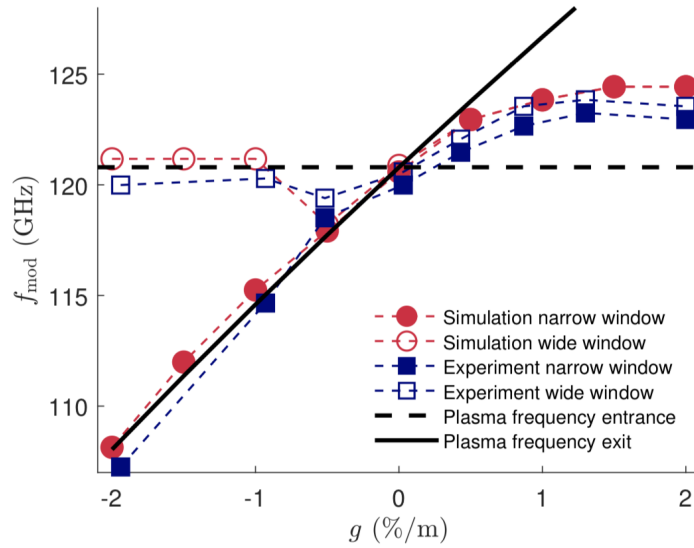 125
120
115
110
f_mod (GHz)
Simulation narrow window
Simulation wide window
Experiment narrow window
Experiment wide window
Plasma frequency entrance
Plasma frequency exit
-2 -1 0 1 2
g (%/m)